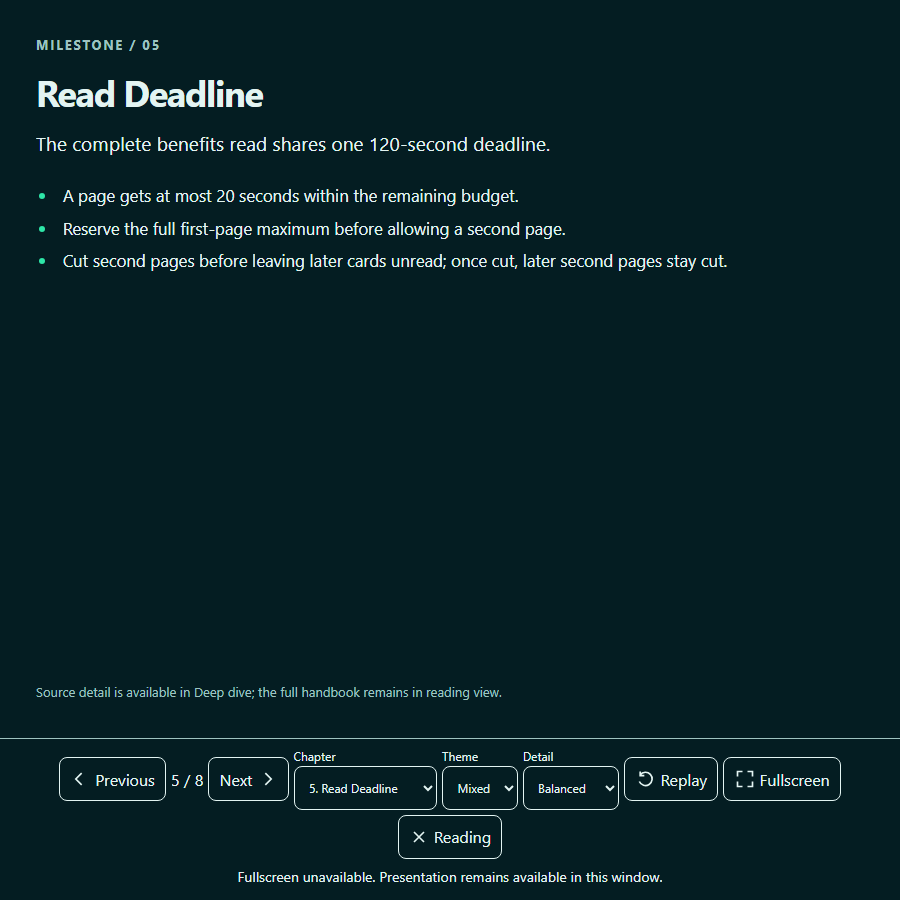 MILESTONE / 05
Read Deadline
The complete benefits read shares one 120-second deadline.
A page gets at most 20 seconds within the remaining budget.
Reserve the full first-page maximum before allowing a second page.
Cut second pages before leaving later cards unread; once cut, later second pages stay cut.
Source detail is available in Deep dive; the full handbook remains in reading view.
Chapter Theme Detail
Previous 5 / 8 Next 5. Read Deadline Mixed Balanced Replay Fullscreen
Reading
Fullscreen unavailable. Presentation remains available in this window.